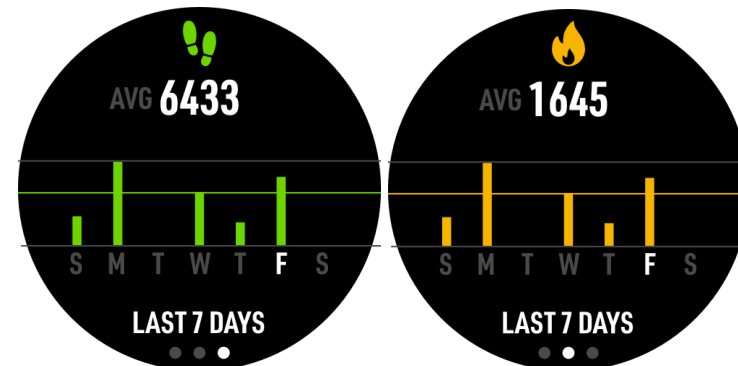 AVG 6433
S M T W T F S
LAST 7 DAYS
AVG 1645
S M T W T F S
LAST 7 DAYS